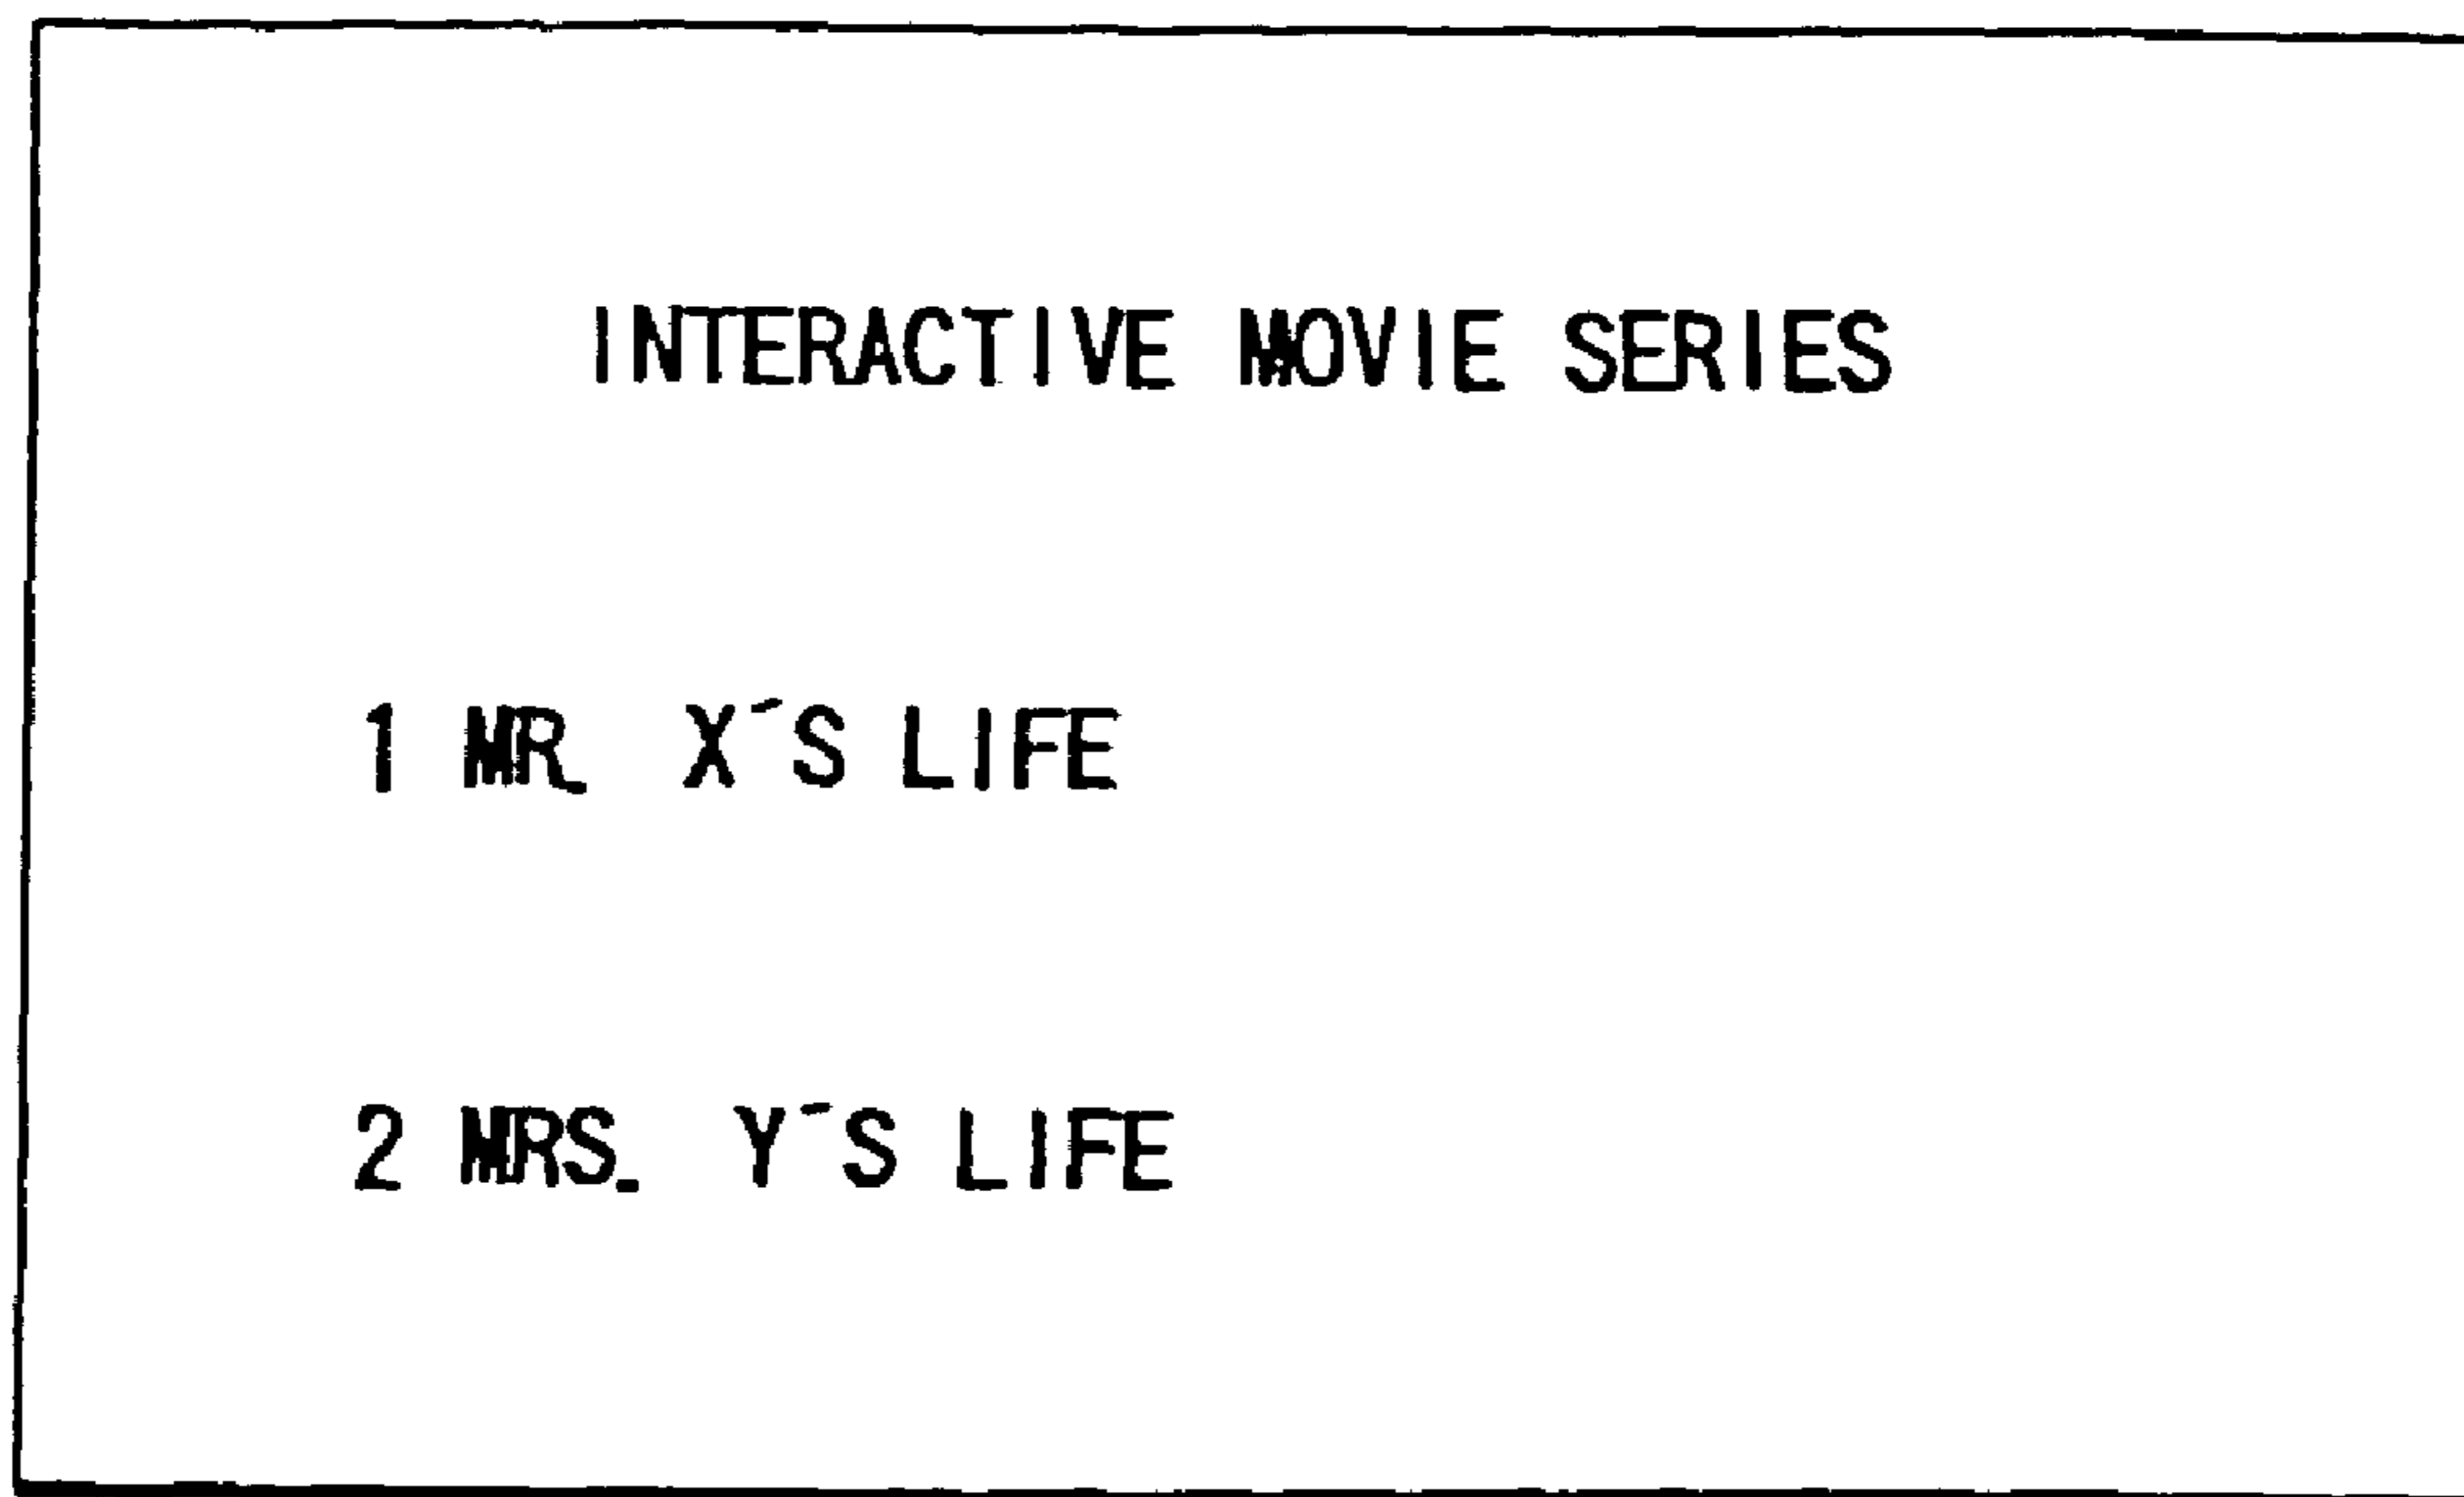 INTERACTIVE MOVIE SERIES
1 MR. X´S LIFE
2 MRS. Y´S LIFE